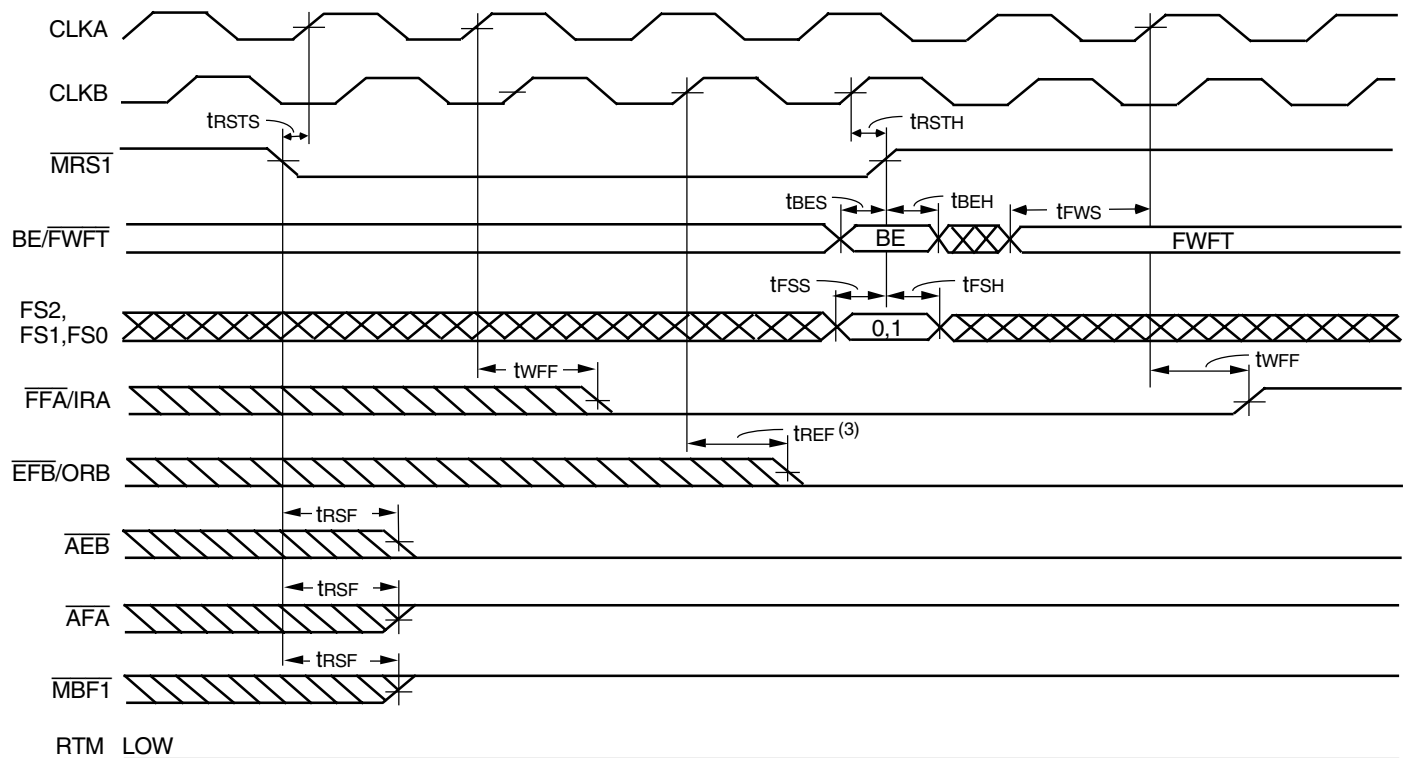 CLKA
CLKB
tRSTS
tRSTH
MRS1
tBES
tBEH
tFWS
BE/FWFT
BE
FWFT
tFSS
tFSH
FS2,
FS1,FS0
0,1
tWFF
tWFF
FFA/IRA
tREF (3)
EFB/ORB
tRSF
AEB
tRSF
AFA
tRSF
MBF1
RTM LOW